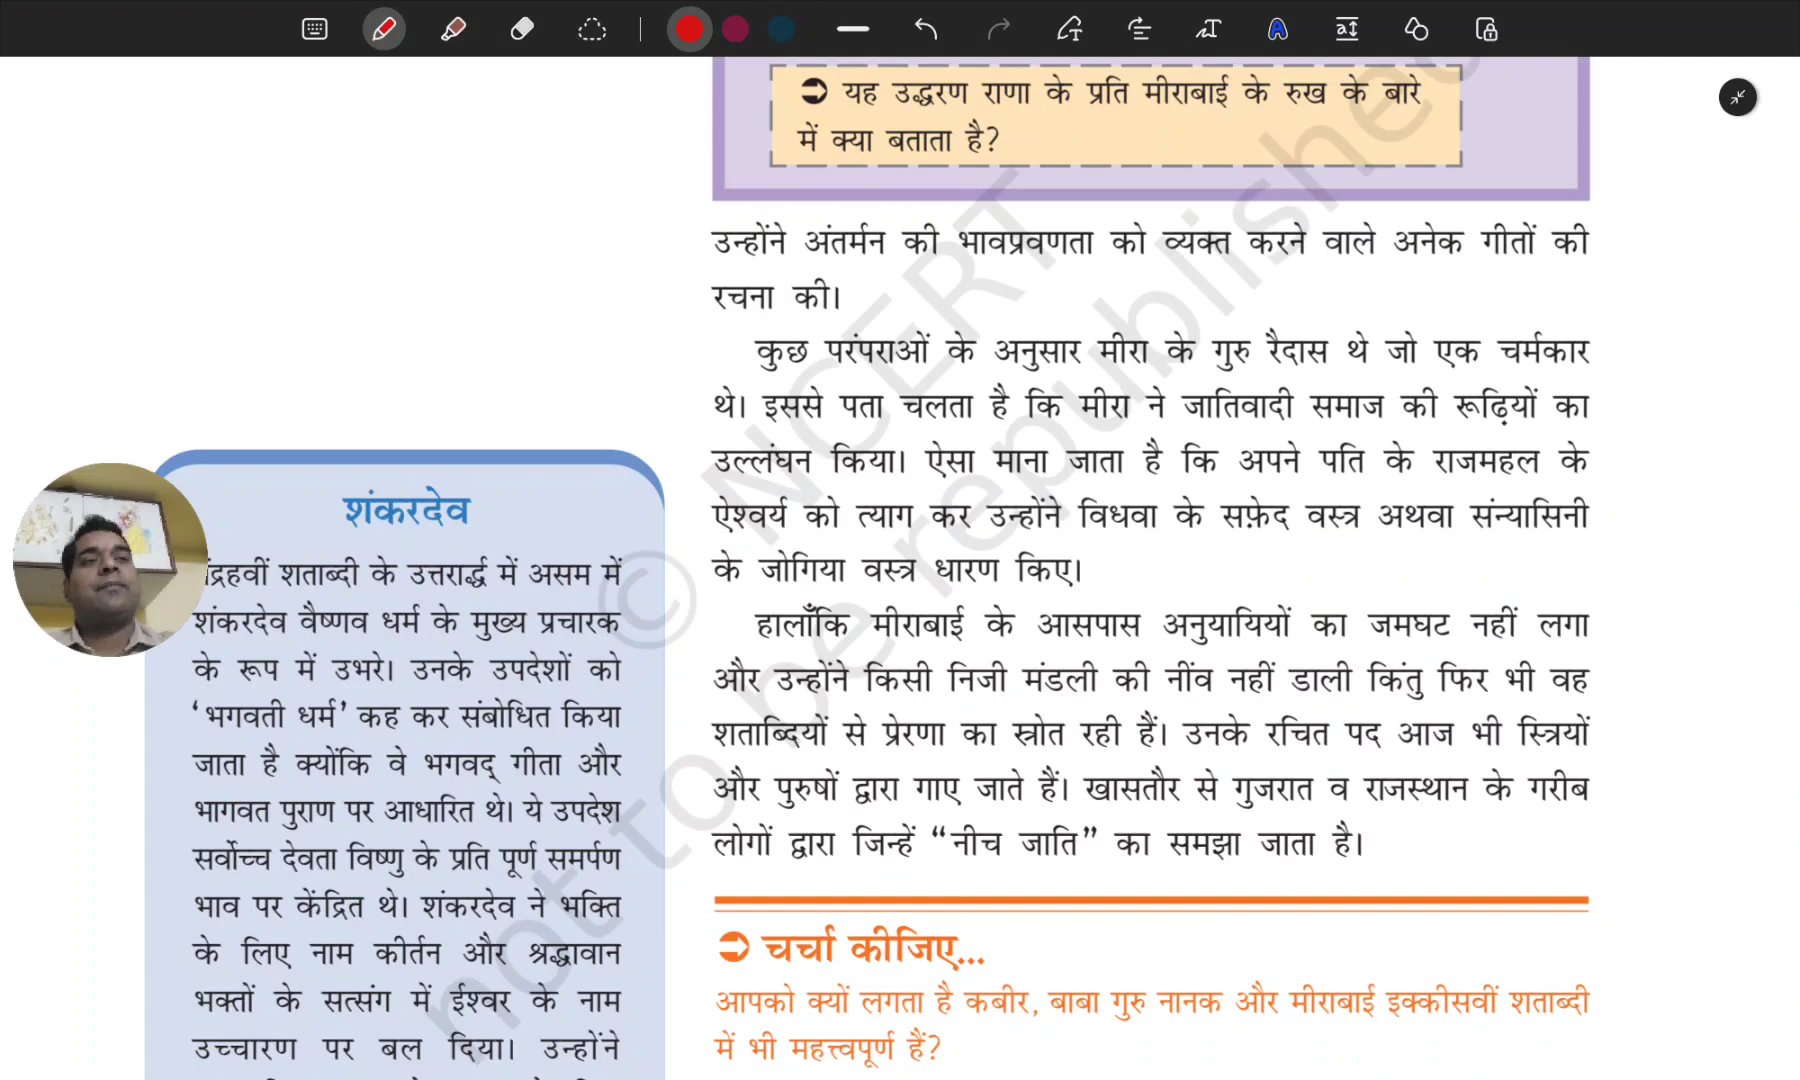 ➲ यह उद्धरण राणा के प्रति मीराबाई के रुख के बारे
में क्या बताता है?
उन्होंने अंतर्मन की भावप्रवणता को व्यक्त करने वाले अनेक गीतों की
रचना की।
कुछ परंपराओं के अनुसार मीरा के गुरु रैदास थे जो एक चर्मकार
थे। इससे पता चलता है कि मीरा ने जातिवादी समाज की रूढ़ियों का
उल्लंघन किया। ऐसा माना जाता है कि अपने पति के राजमहल के
ऐश्वर्य को त्याग कर उन्होंने विधवा के सफ़ेद वस्त्र अथवा संन्यासिनी
के जोगिया वस्त्र धारण किए।
हालाँकि मीराबाई के आसपास अनुयायियों का जमघट नहीं लगा
और उन्होंने किसी निजी मंडली की नींव नहीं डाली किंतु फिर भी वह
शताब्दियों से प्रेरणा का स्रोत रही हैं। उनके रचित पद आज भी स्त्रियों
और पुरुषों द्वारा गाए जाते हैं। खासतौर से गुजरात व राजस्थान के गरीब
लोगों द्वारा जिन्हें “नीच जाति” का समझा जाता है।
➲ चर्चा कीजिए...
आपको क्यों लगता है कबीर, बाबा गुरु नानक और मीराबाई इक्कीसवीं शताब्दी
में भी महत्त्वपूर्ण हैं?
शंकरदेव
शताब्दी के उत्तरार्द्ध में असम में
शंकरदेव वैष्णव धर्म के मुख्य प्रचारक
के रूप में उभरे। उनके उपदेशों को
‘भगवती धर्म’ कह कर संबोधित किया
जाता है क्योंकि वे भगवद् गीता और
भागवत पुराण पर आधारित थे। ये उपदेश
सर्वोच्च देवता विष्णु के प्रति पूर्ण समर्पण
भाव पर केंद्रित थे। शंकरदेव ने भक्ति
के लिए नाम कीर्तन और श्रद्धावान
भक्तों के सत्संग में ईश्वर के नाम
उच्चारण पर बल दिया। उन्होंने
© NCERT
not to be republished